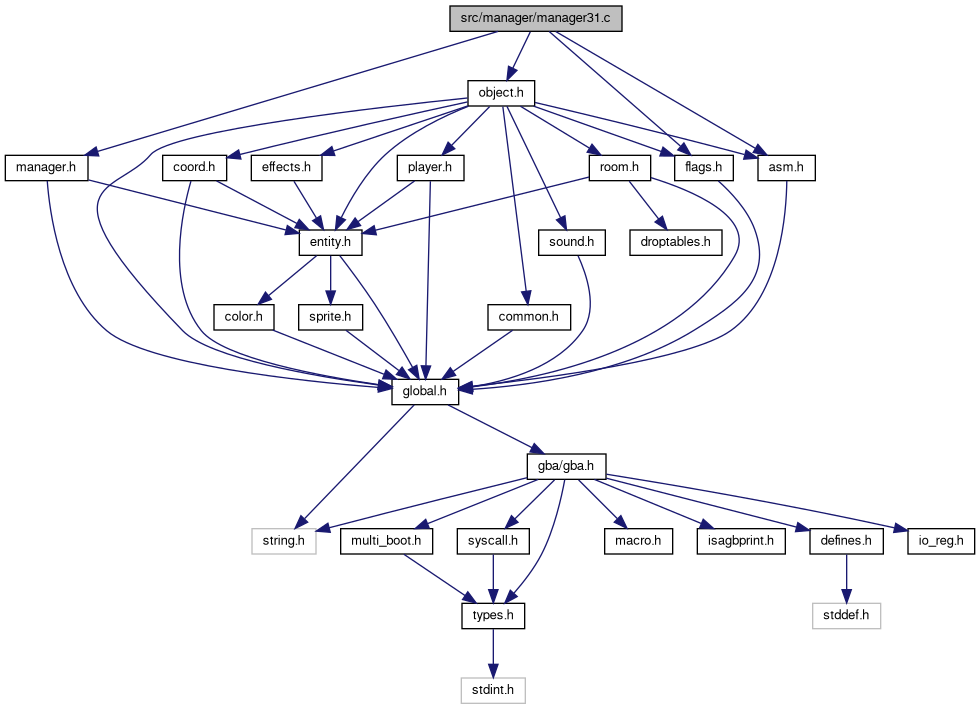 src/manager/manager31.c
object.h
manager.h
coord.h
effects.h
player.h
room.h
flags.h
asm.h
entity.h
sound.h
droptables.h
color.h
sprite.h
common.h
global.h
gba/gba.h
string.h
multi_boot.h
syscall.h
macro.h
isagbprint.h
defines.h
io_reg.h
types.h
stddef.h
stdint.h